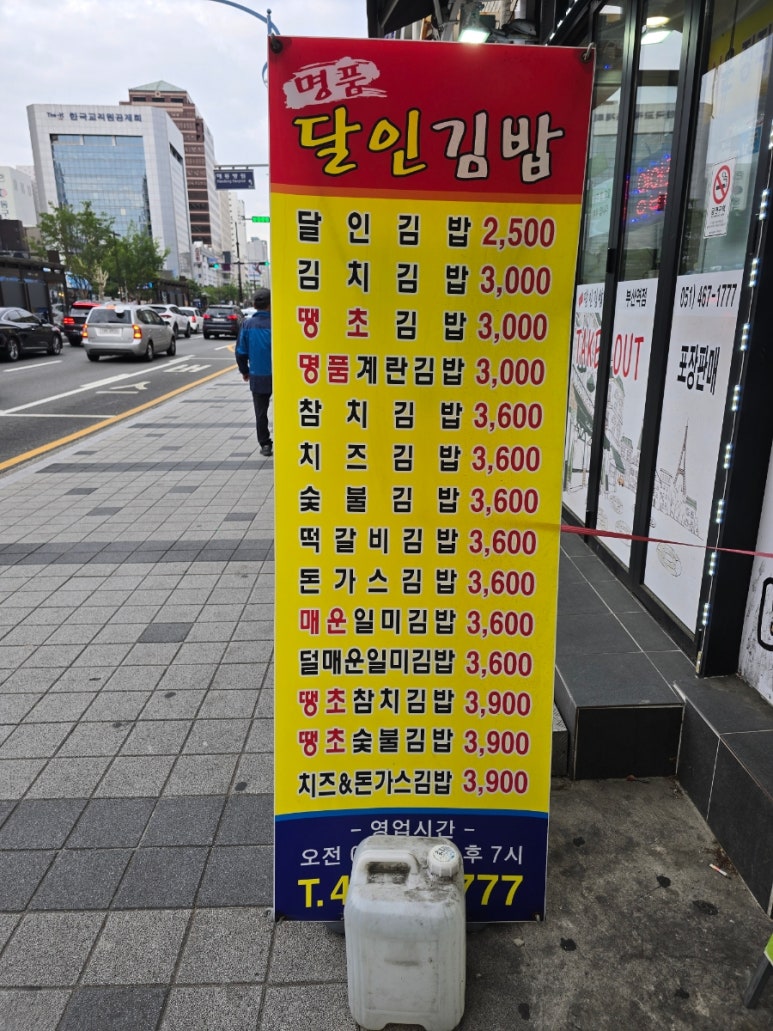 명품
달인김밥
달인김밥 2,500
김치김밥 3,000
땡초김밥 3,000
명품계란김밥 3,000
참치김밥 3,600
치즈김밥 3,600
숯불김밥 3,600
떡갈비김밥 3,600
돈가스김밥 3,600
매운일미김밥 3,600
덜매운일미김밥 3,600
땡초참치김밥 3,900
땡초숯불김밥 3,900
치즈&돈가스김밥 3,900
- 영업시간 -
오전 후 7시
T.4 777
The-K 한국교직원공제회
부산역점
TAKE OUT
051) 467-1777
포장판매